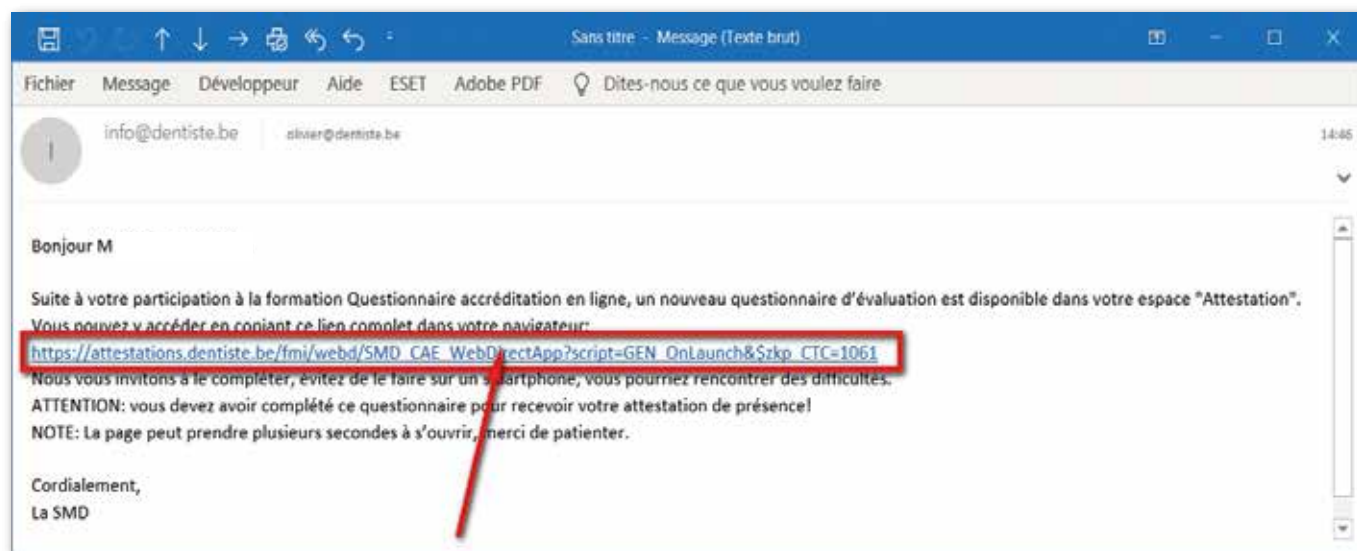 Sans titre - Message (Texte brut)
Fichier Message Développeur Aide ESET Adobe PDF Dites-nous ce que vous voulez faire
I info@dentiste.be olivier@dentiste.be 14:46
Bonjour M
Suite à votre participation à la formation Questionnaire accréditation en ligne, un nouveau questionnaire d'évaluation est disponible dans votre espace "Attestation".
Vous pouvez y accéder en copiant ce lien complet dans votre navigateur:
https://attestations.dentiste.be/fmi/webd/SMD_CAE_WebDirectApp?script=GEN_OnLaunch&$zkp_CTC=1061
Nous vous invitons à le compléter, évitez de le faire sur un smartphone, vous pourriez rencontrer des difficultés.
ATTENTION: vous devez avoir complété ce questionnaire pour recevoir votre attestation de présence!
NOTE: La page peut prendre plusieurs secondes à s'ouvrir, merci de patienter.
Cordialement,
La SMD